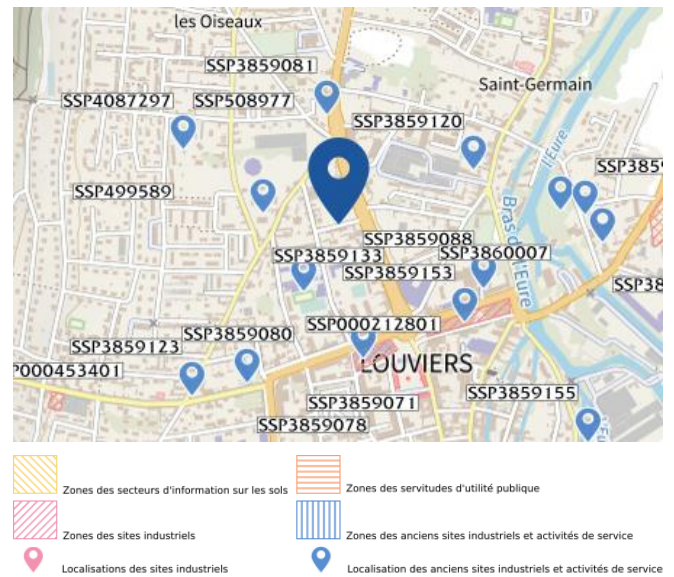 les Oiseaux
SSP3859081
Saint-Germain
SSP4087297
SSP508977
SSP3859120
l'Eure
SSP3859
SSP499589
Bras de l'Eure
SSP3859088
SSP3859133
SSP3860007
SSP3859153
SSP38
SSP000212801
SSP3859080
SSP3859123
LOUVIERS
P000453401
SSP3859155
SSP3859071
SSP3859078
Zones des secteurs d'information sur les sols
Zones des servitudes d'utilité publique
Zones des sites industriels
Zones des anciens sites industriels et activités de service
Localisations des sites industriels
Localisation des anciens sites industriels et activités de service